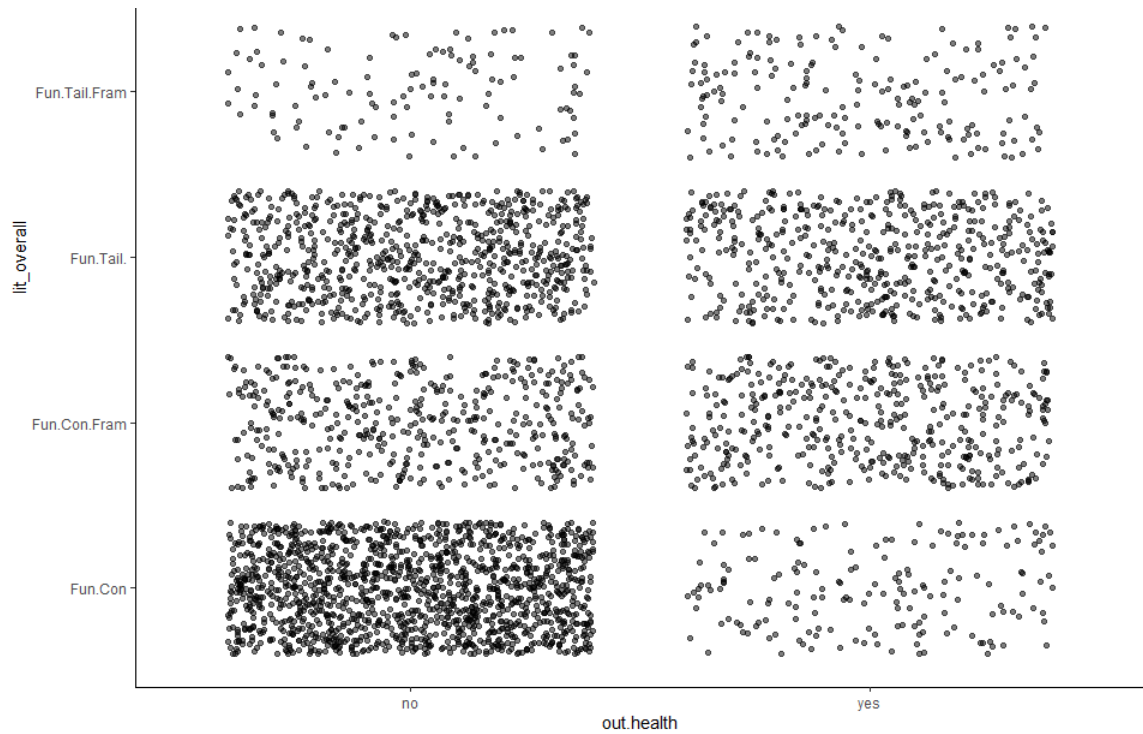 Fun.Tail.Fram
Fun.Tail.
Fun.Con.Fram
Fun.Con
lit_overall
no
yes
out.health